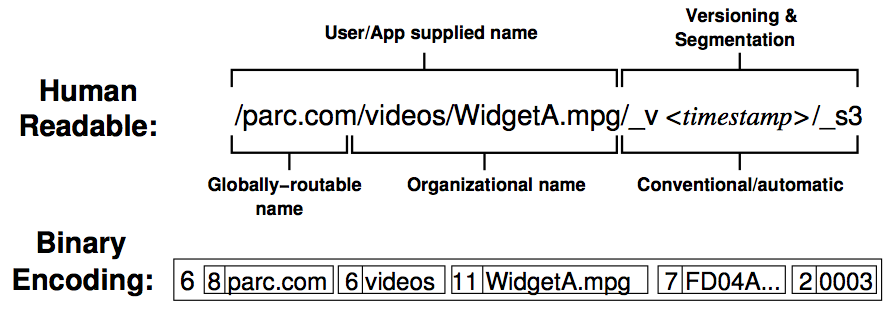 User/App supplied name
Versioning &
Segmentation
Human
Readable:
/parc.com/videos/WidgetA.mpg/_v <timestamp>/_s3
Globally–routable
name
Organizational name
Conventional/automatic
Binary
Encoding:
6 8 parc.com 6 videos 11 WidgetA.mpg 7 FD04A... 2 0003